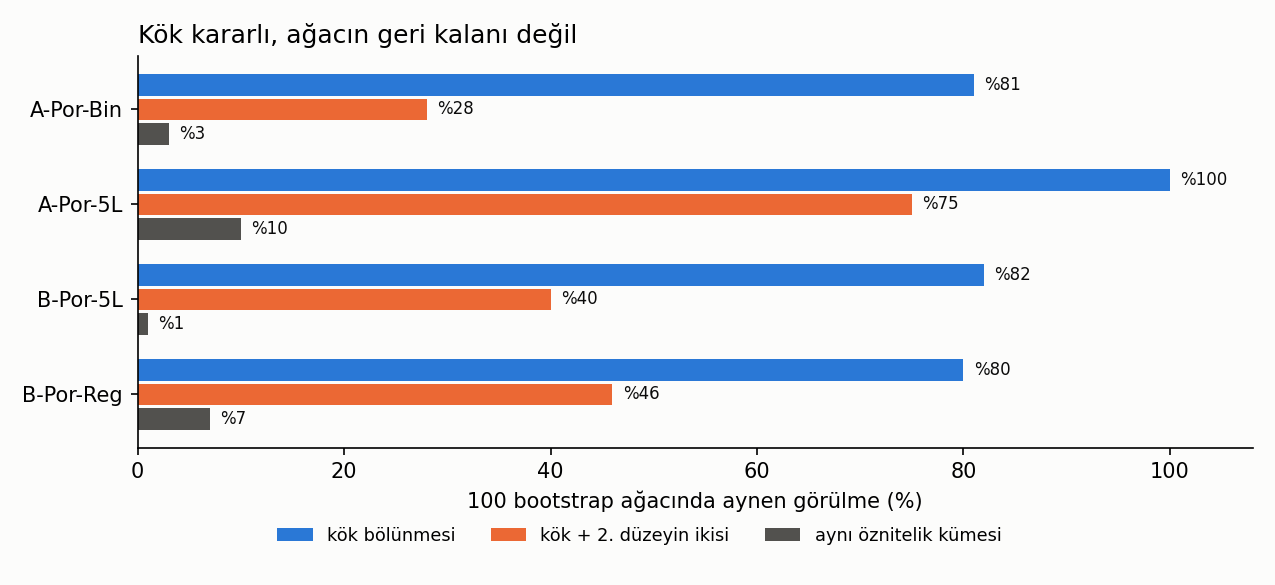 Kök kararlı, ağacın geri kalanı değil
A-Por-Bin
%81
%28
%3
A-Por-5L
%100
%75
%10
B-Por-5L
%82
%40
%1
B-Por-Reg
%80
%46
%7
0 20 40 60 80 100
100 bootstrap ağacında aynen görülme (%)
kök bölünmesi kök + 2. düzeyin ikisi aynı öznitelik kümesi